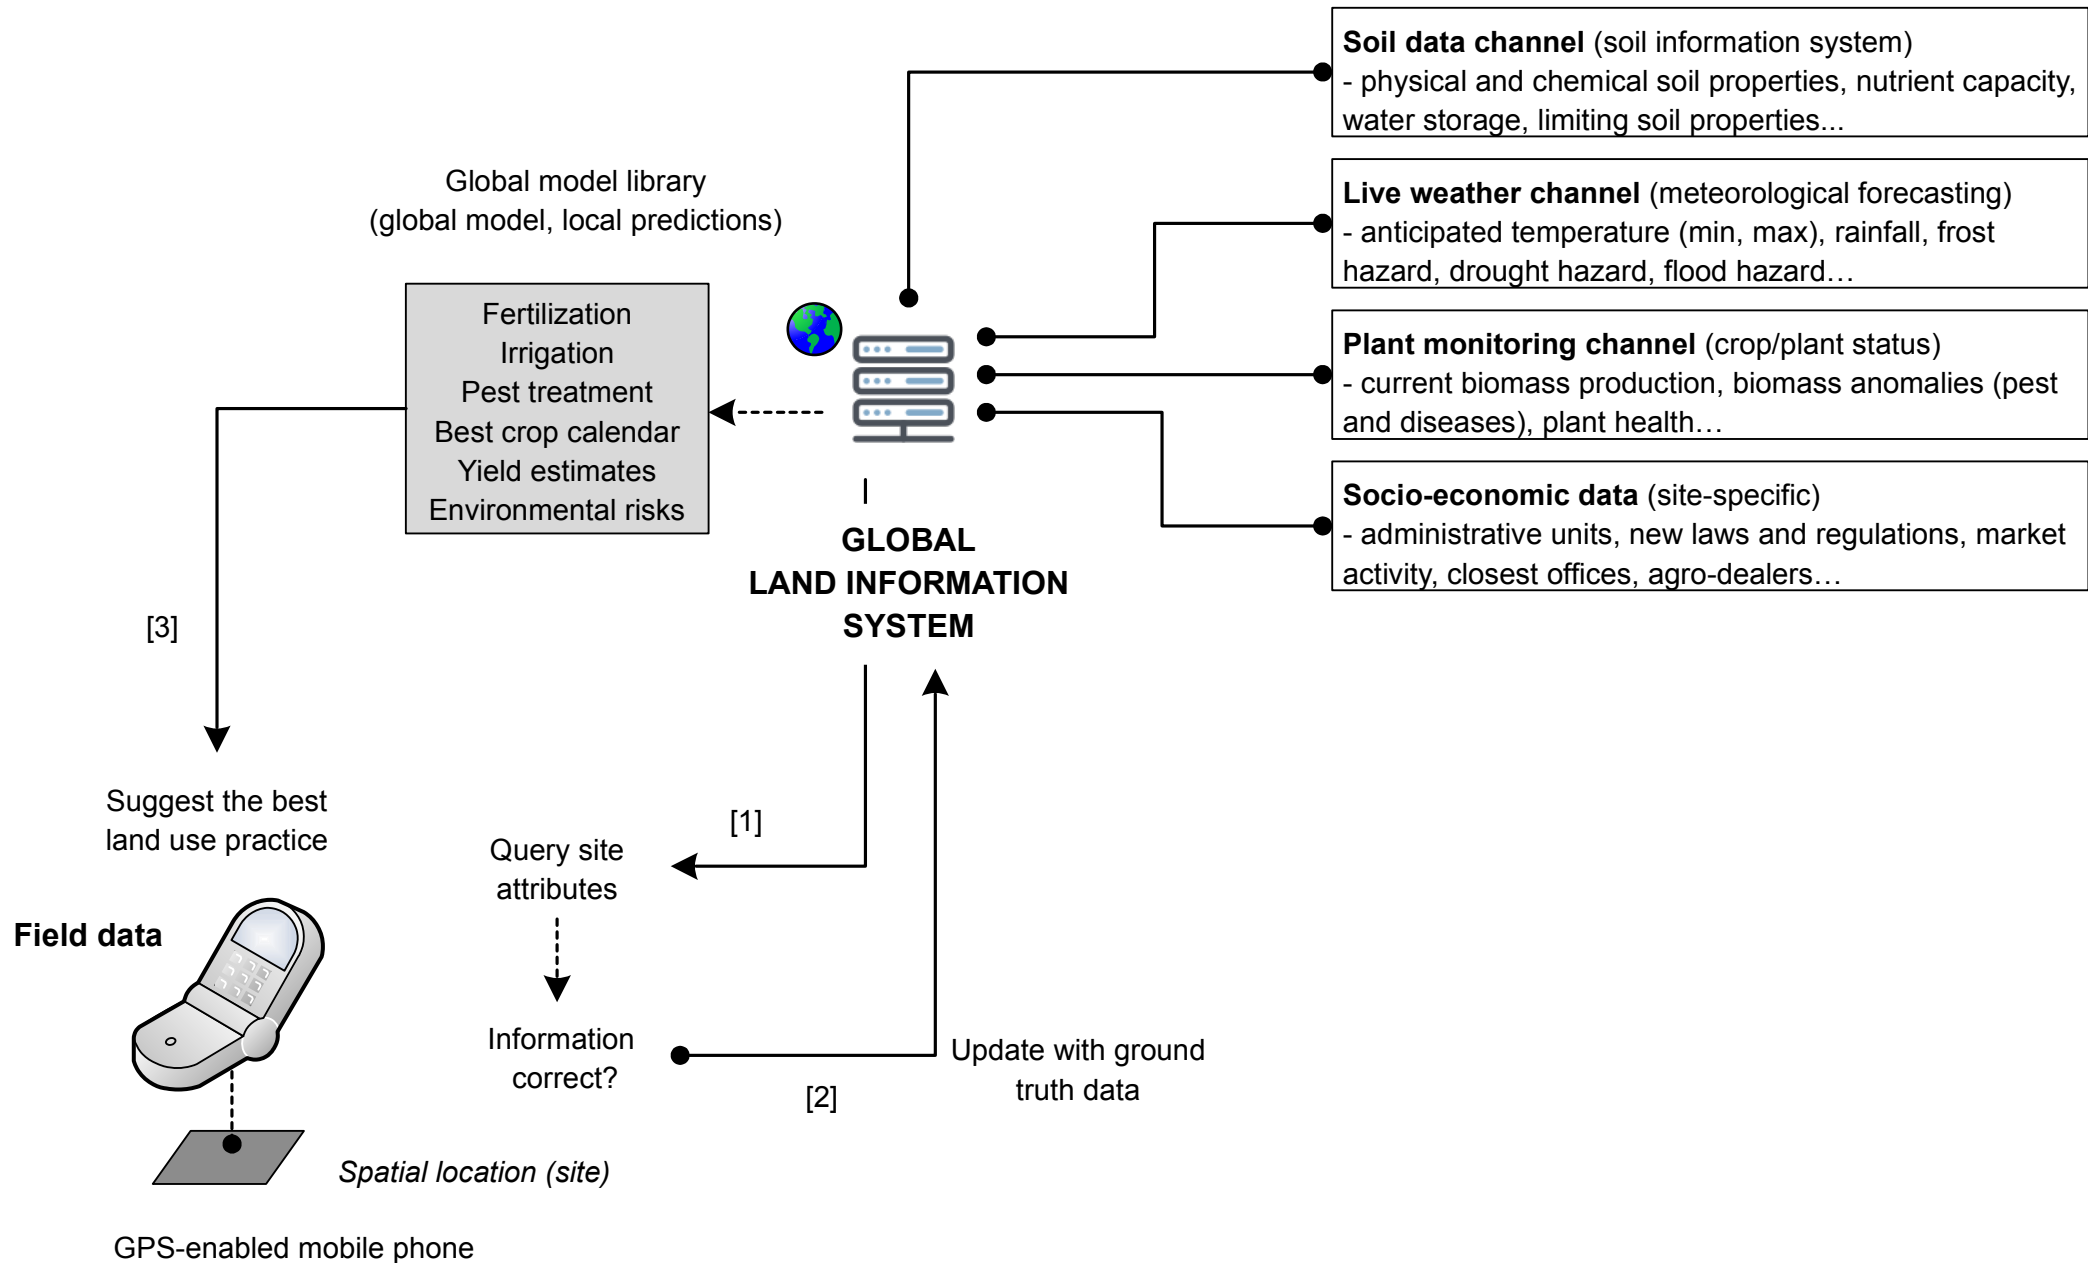 Soil data channel (soil information system)
- physical and chemical soil properties, nutrient capacity,
water storage, limiting soil properties...
Live weather channel (meteorological forecasting)
- anticipated temperature (min, max), rainfall, frost
hazard, drought hazard, flood hazard…
Plant monitoring channel (crop/plant status)
- current biomass production, biomass anomalies (pest
and diseases), plant health…
Socio-economic data (site-specific)
- administrative units, new laws and regulations, market
activity, closest offices, agro-dealers…
Global model library
(global model, local predictions)
Fertilization
Irrigation
Pest treatment
Best crop calendar
Yield estimates
Environmental risks
GLOBAL
LAND INFORMATION
SYSTEM
[3]
Suggest the best
land use practice
[1]
Query site
attributes
Field data
Information
correct?
[2]
Update with ground
truth data
Spatial location (site)
GPS-enabled mobile phone